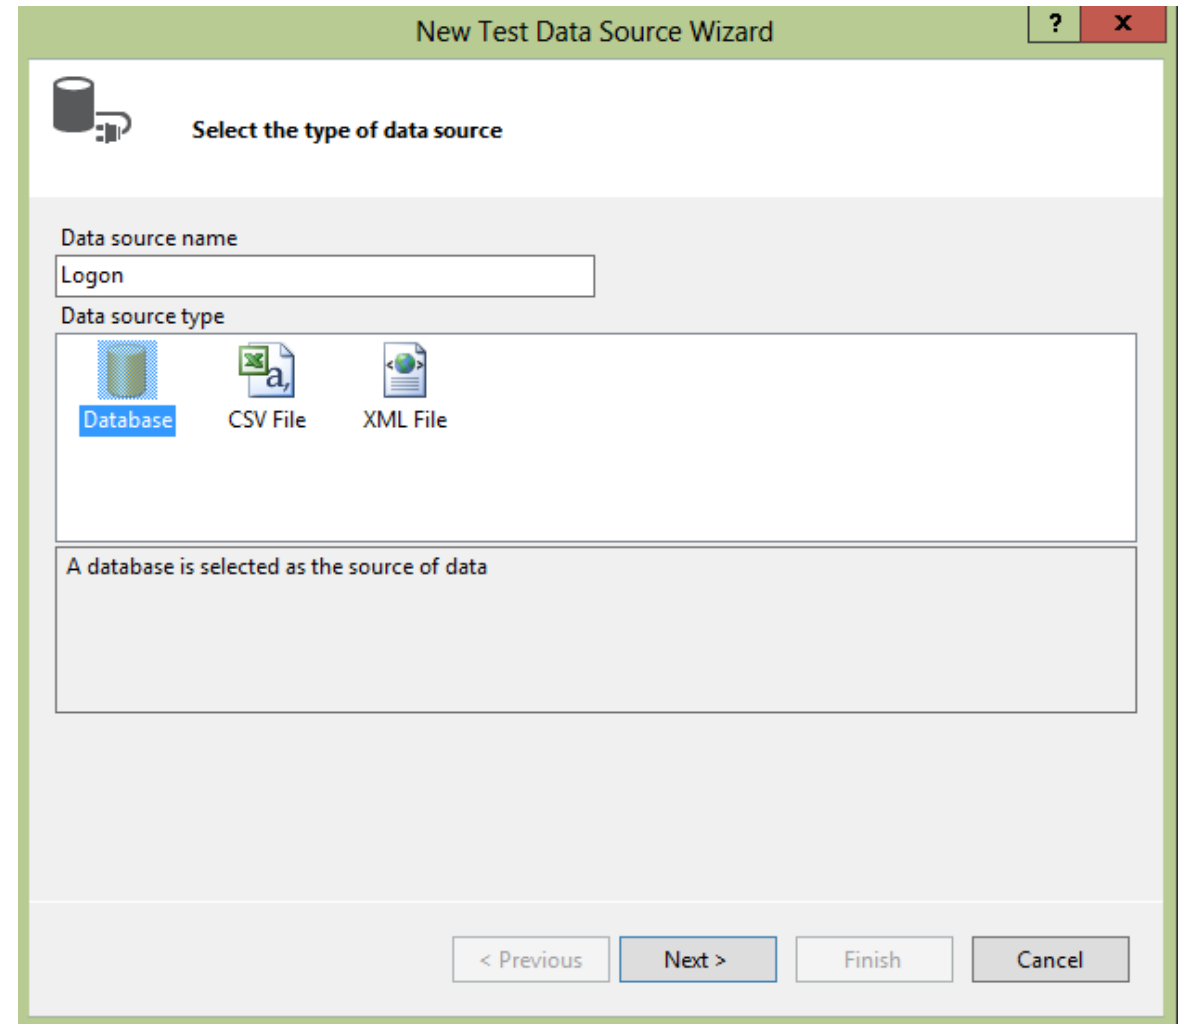 New Test Data Source Wizard
?
x
Select the type of data source
Data source name
Logon
Data source type
a,
Database
CSV File
XML File
A database is selected as the source of data
< Previous
Next >
Finish
Cancel